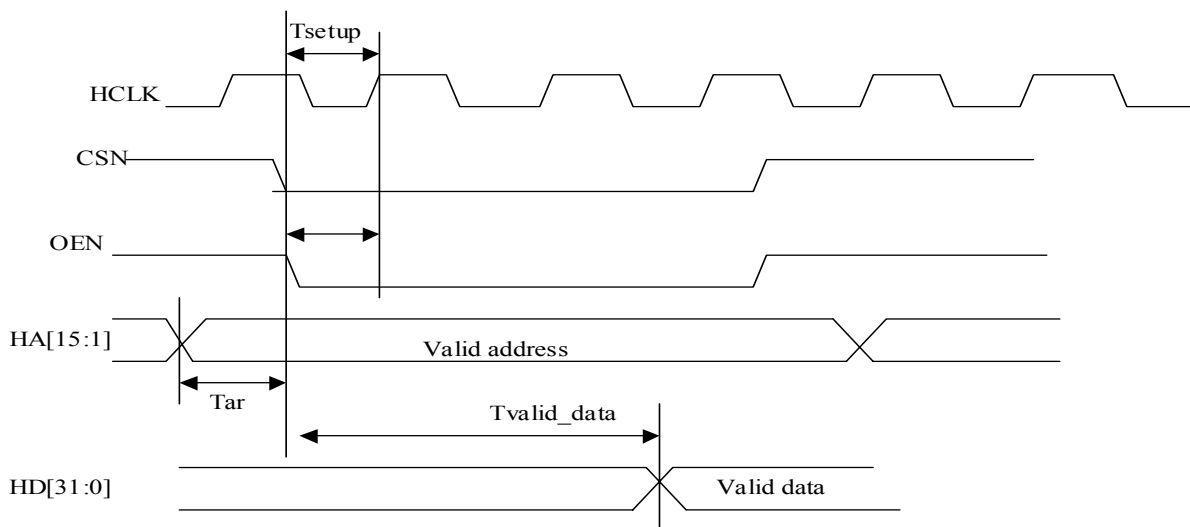 Tsetup
HCLK
CSN
OEN
HA[15:1]
Valid address
Tar
Tvalid_data
HD[31:0]
Valid data